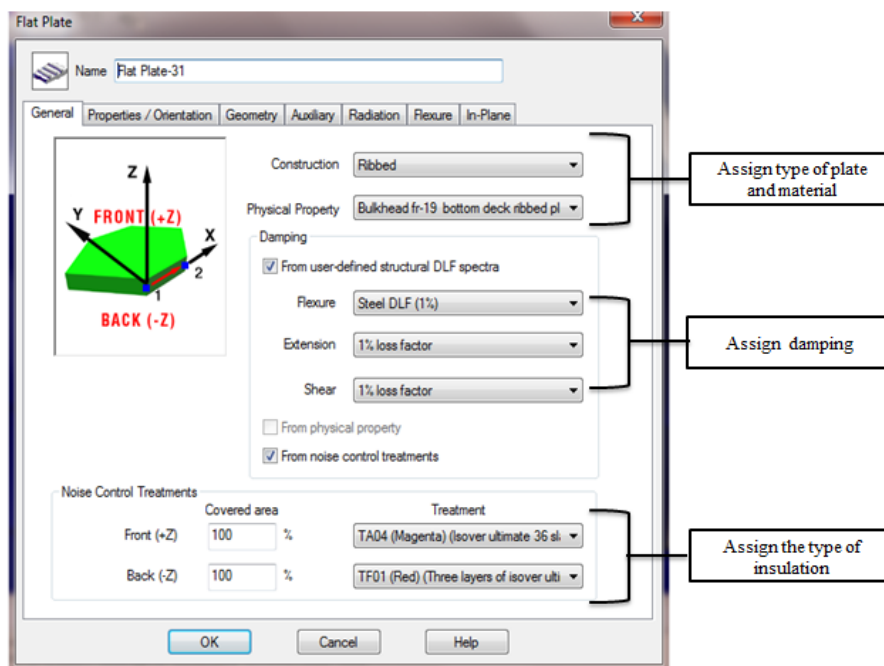 Flat Plate
X
Name Flat Plate-31
General Properties / Orientation Geometry Auxiliary Radiation Flexure In-Plane
Z
Y FRONT (+Z) X
2
1
BACK (-Z)
Construction Ribbed
Physical Property Bulkhead fr-19 bottom deck ribbed pl
Damping
From user-defined structural DLF spectra
Flexure Steel DLF (1%)
Extension 1% loss factor
Shear 1% loss factor
From physical property
From noise control treatments
Noise Control Treatments
Covered area Treatment
Front (+Z) 100 % TA04 (Magenta) (Isover ultimate 36 sl
Back (-Z) 100 % TF01 (Red) (Three layers of isover ulti
OK Cancel Help
Assign type of plate
and material
Assign damping
Assign the type of
insulation